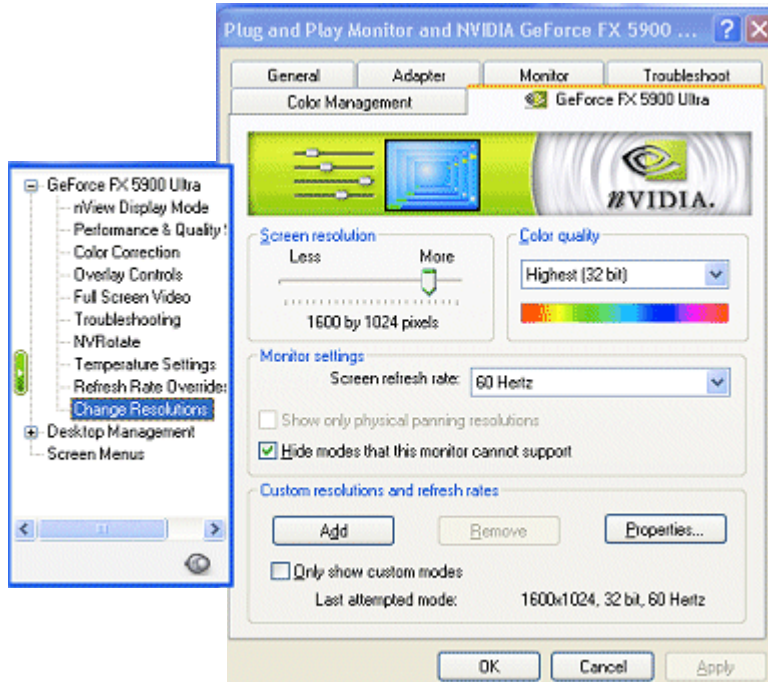 Plug and Play Monitor and NVIDIA GeForce FX 5900 ...
General Adapter Monitor Troubleshoot
Color Management GeForce FX 5900 Ultra
nVIDIA.
GeForce FX 5900 Ultra
nView Display Mode
Performance & Quality
Color Correction
Overlay Controls
Full Screen Video
Troubleshooting
NVRotate
Temperature Settings
Refresh Rate Overrides
Change Resolutions
Desktop Management
Screen Menus
Screen resolution
Less More
1600 by 1024 pixels
Color quality
Highest (32 bit)
Monitor settings
Screen refresh rate: 60 Hertz
Show only physical panning resolutions
Hide modes that this monitor cannot support
Custom resolutions and refresh rates
Add Remove Properties...
Only show custom modes
Last attempted mode: 1600x1024, 32 bit, 60 Hertz
OK Cancel Apply